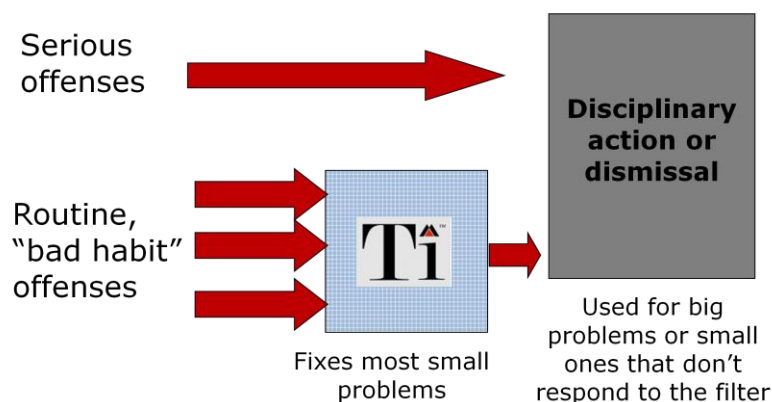 Serious
offenses
Disciplinary
action or
dismissal
Routine,
“bad habit”
offenses
Ti™
Fixes most small
problems
Used for big
problems or small
ones that don’t
respond to the filter